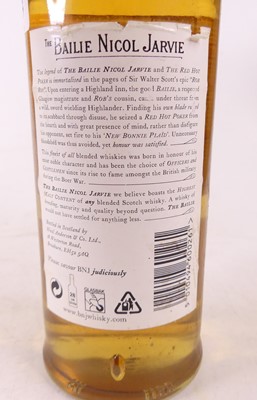 THE BAILIE NICOL JARVIE
The legend of THE BAILIE NICOL JARVIE and THE RED HOT
POKER is immortalised in the pages of Sir Walter Scott's 'ROB
ROY'. Upon entering a Highland Inn, the good BAILIE, a respected
Glasgow magistrate and ROB's cousin, came under threat from
a wild, sword wielding Highlander. Finding his own blade rusted
in its scabbard through disuse, he seized a RED HOT POKER from
the hearth and with great presence of mind, rather than disfigure
his opponent, set fire to his 'NEW BONNIE PLAID'. Unnecessary
bloodshed was thus avoided, yet honour was satisfied.
This finest of all blended whiskies was born in honour of this
most noble character and has been the choice of OFFICERS and
GENTLEMEN since its rise to fame amongst the British military
during the Boer War.
THE BAILIE NICOL JARVIE we believe boasts the HIGHEST
MALT CONTENT of any blended Scotch whisky. A whisky of
breeding, maturity and quality beyond question. THE BAILIE
would not have settled for anything less.
Bottled in Scotland by
Nicol Anderson & Co. Ltd.,
Broxburn, EH52
Please savour BNJ judiciously
www.bnjwhisky.com
5 010494 600261